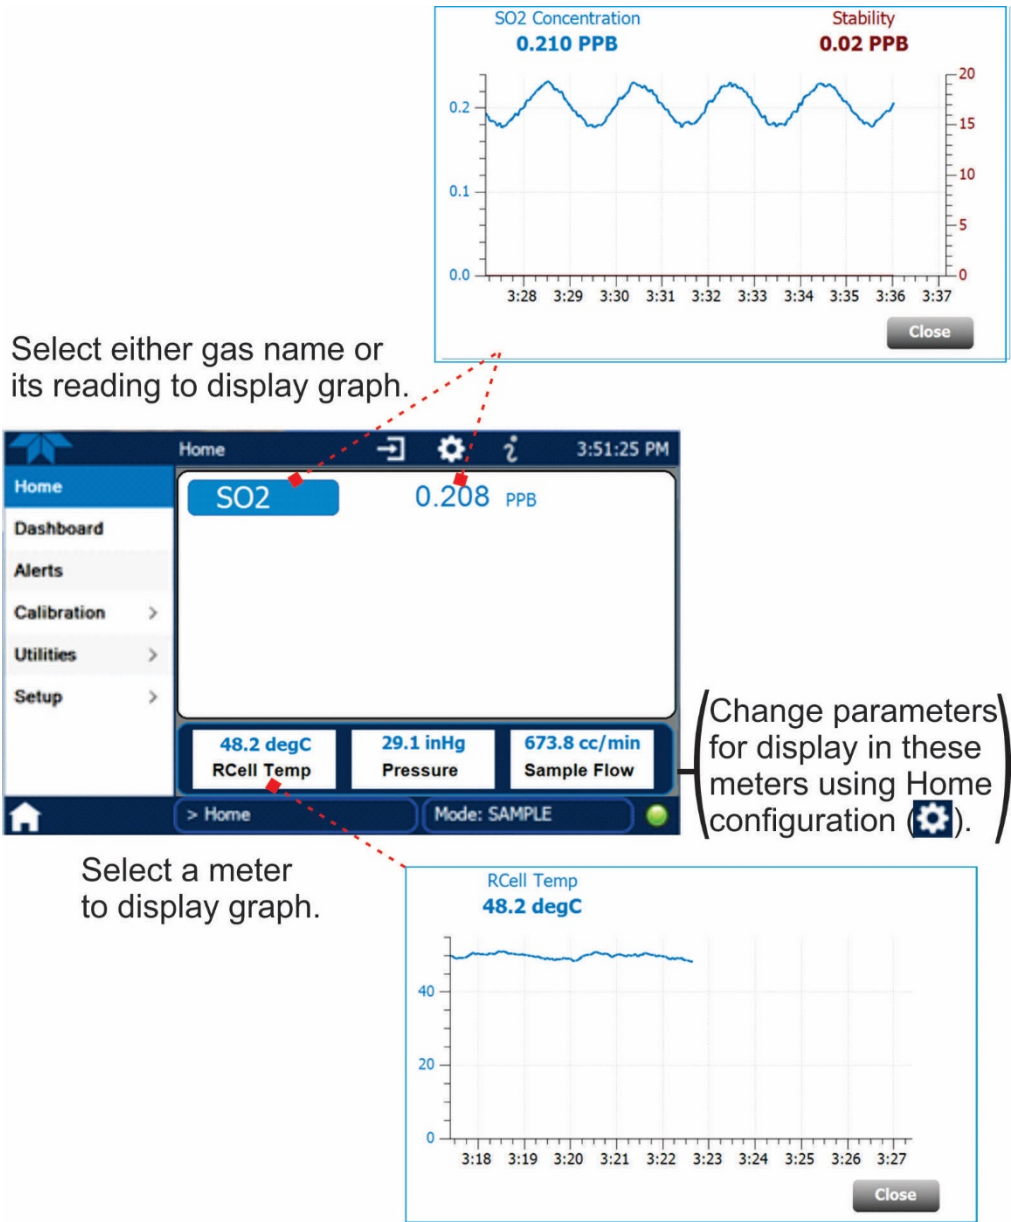 SO2 Concentration
0.210 PPB
Stability
0.02 PPB
20
0.2
15
0.1
10
5
0.0
0
3:28 3:29 3:30 3:31 3:32 3:33 3:34 3:35 3:36 3:37
Close
Select either gas name or
its reading to display graph.
Home
3:51:25 PM
Home
Dashboard
Alerts
Calibration >
Utilities >
Setup >
SO2
0.208 PPB
48.2 degC
RCell Temp
29.1 inHg
Pressure
673.8 cc/min
Sample Flow
> Home
Mode: SAMPLE
(Change parameters
for display in these
meters using Home
configuration ( ).)
Select a meter
to display graph.
RCell Temp
48.2 degC
40
20
0
3:18 3:19 3:20 3:21 3:22 3:23 3:24 3:25 3:26 3:27
Close